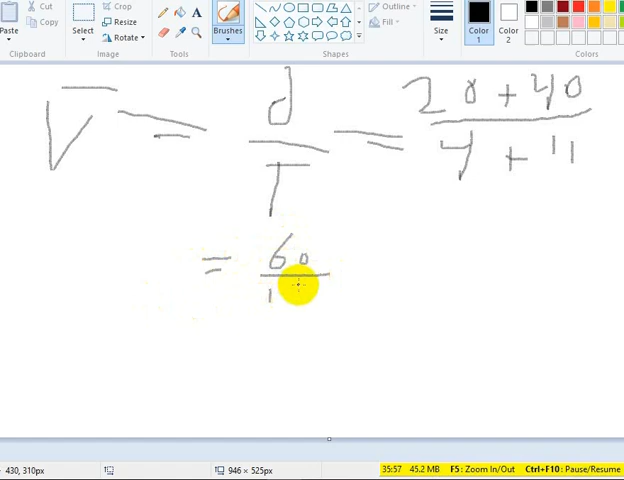 Paste
Cut
Copy
Clipboard
Select
Crop
Resize
Rotate
Image
A
Tools
Brushes
Outline
Fill
Shapes
Size
Color 1
Color 2
Colors
V = d/T = 20 + 40 / 4 + 11
= 60 / 1
430, 310px
946 × 525px
35:57 45.2 MB F5: Zoom In/Out Ctrl+F10: Pause/Resume